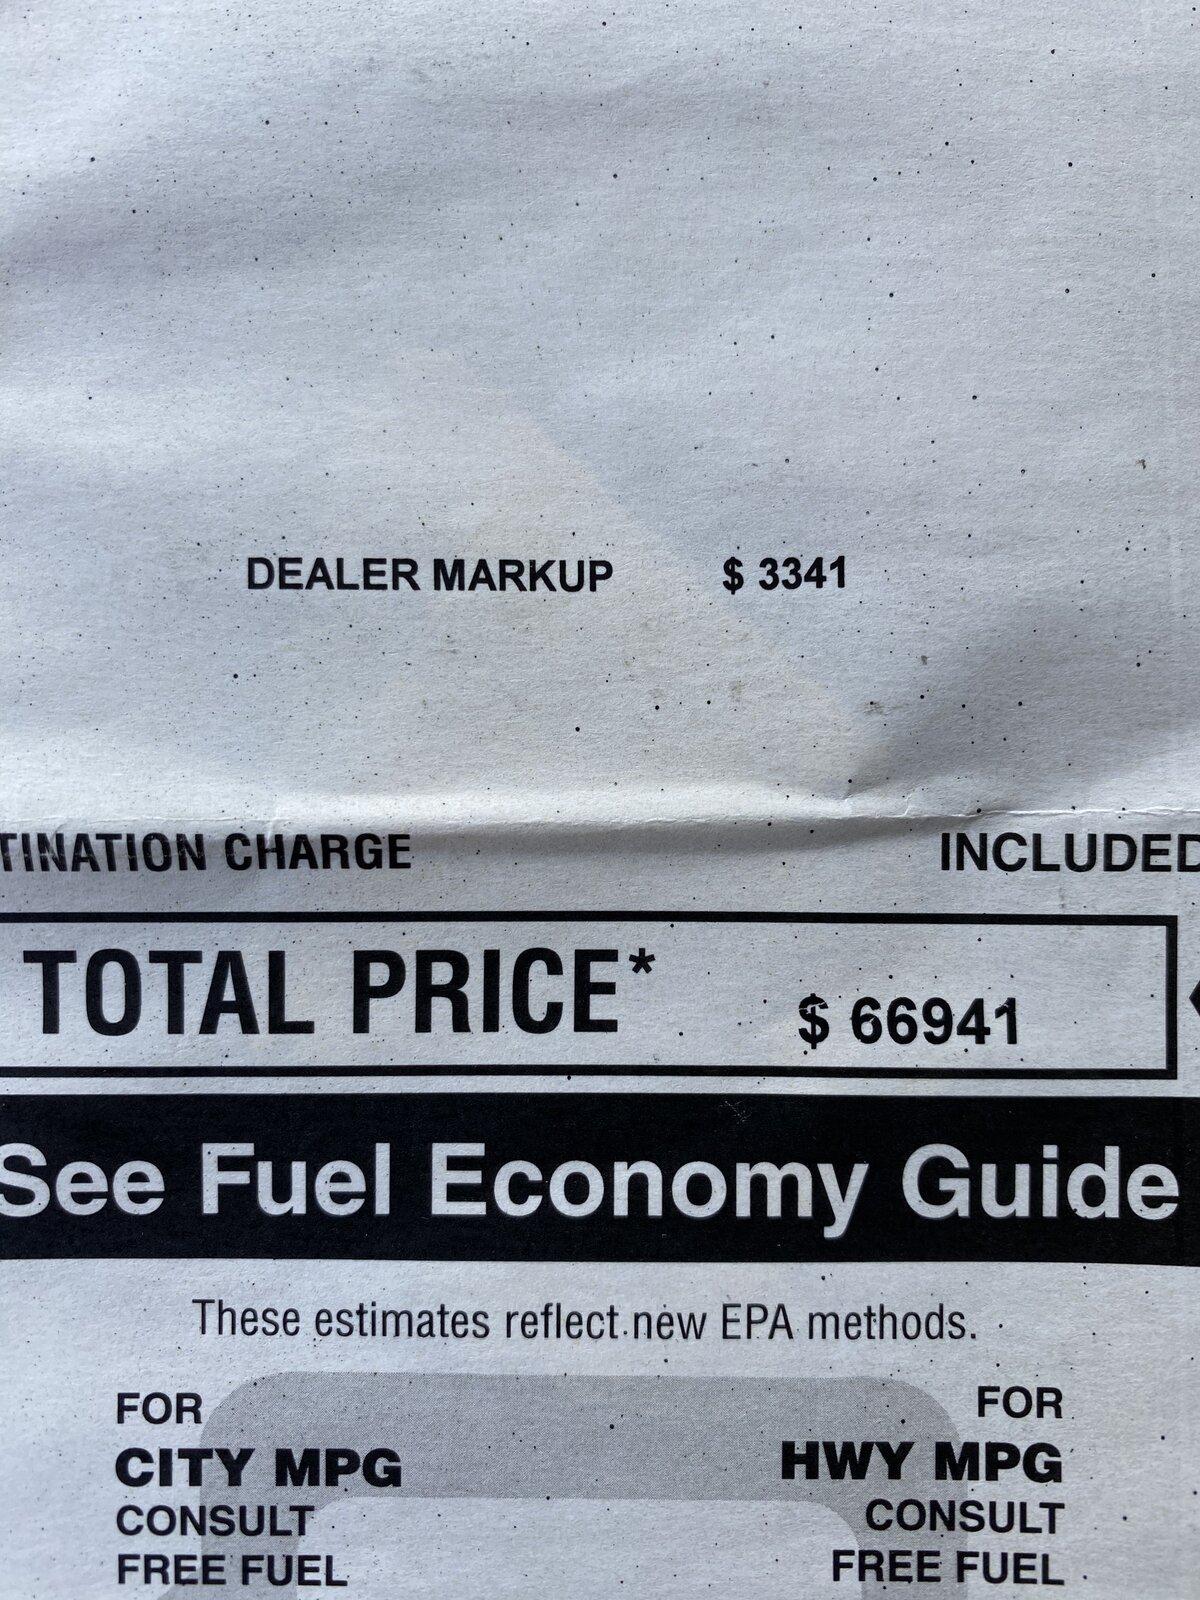 DEALER MARKUP $ 3341
TINATION CHARGE INCLUDED
TOTAL PRICE* $ 66941
See Fuel Economy Guide
These estimates reflect new EPA methods.
FOR FOR
CITY MPG HWY MPG
CONSULT CONSULT
FREE FUEL FREE FUEL